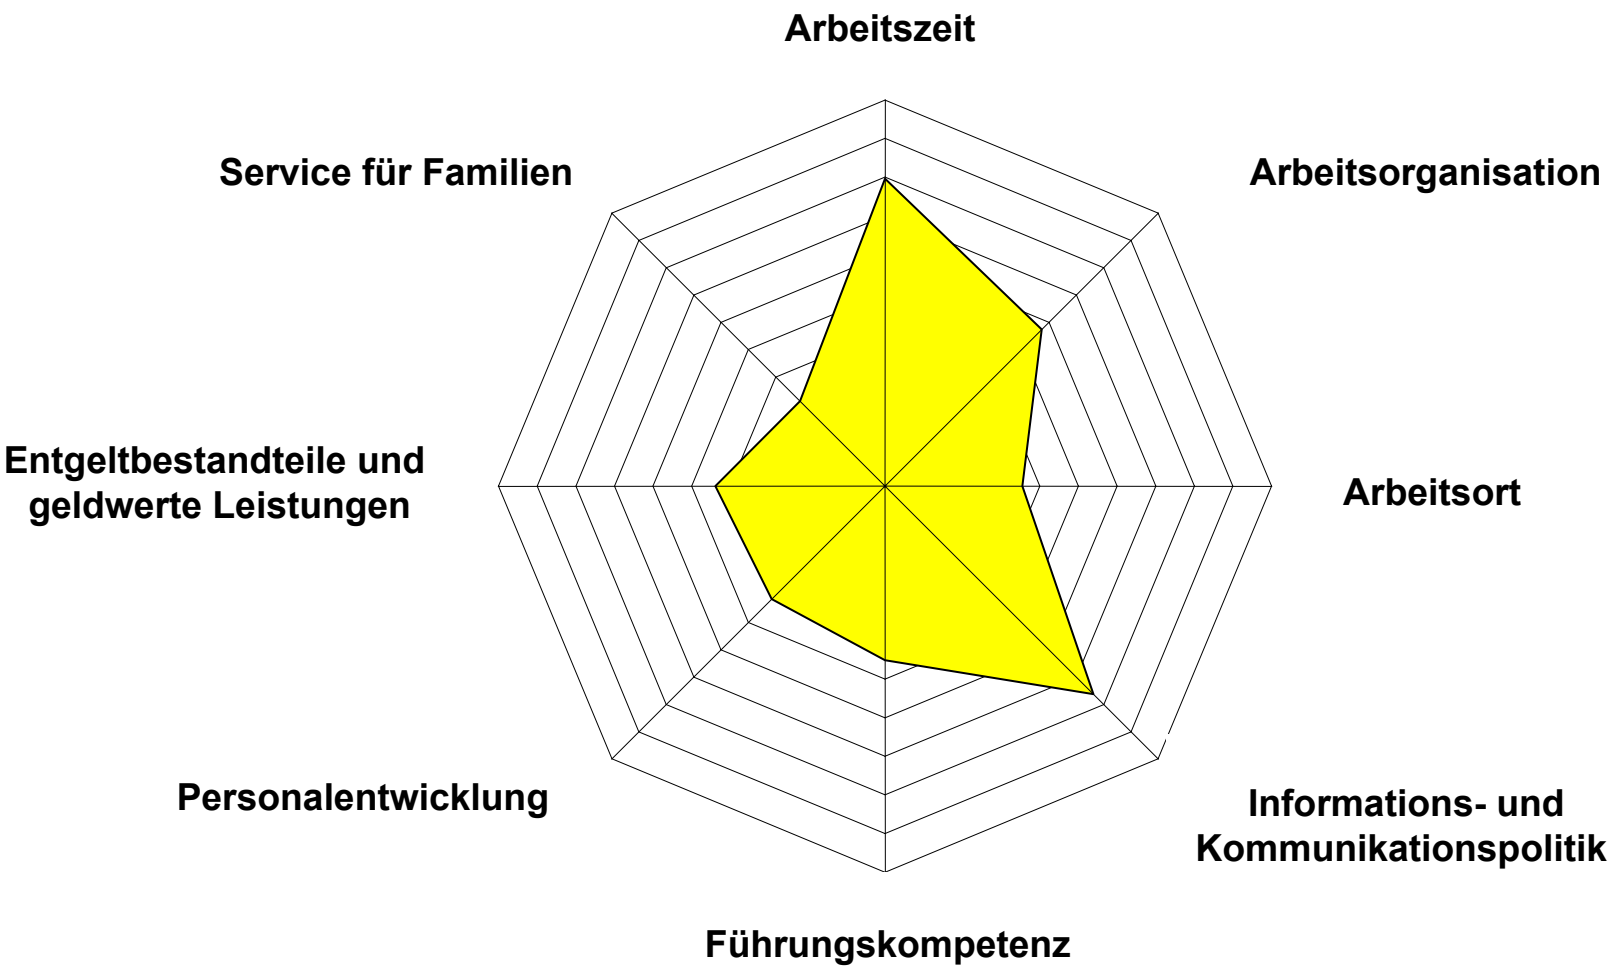 Arbeitszeit
Service für Familien
Arbeitsorganisation
Entgeltbestandteile und
geldwerte Leistungen
Arbeitsort
Personalentwicklung
Informations- und
Kommunikationspolitik
Führungskompetenz